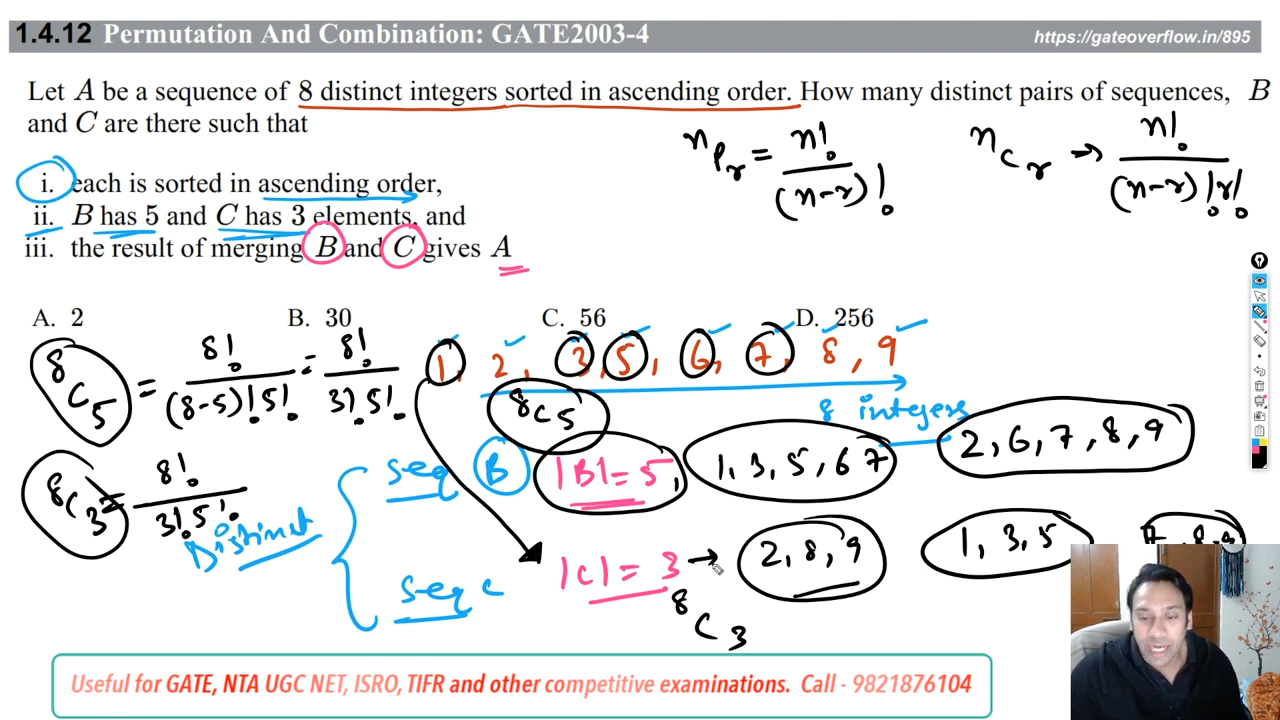 1.4.12 Permutation And Combination: GATE2003-4 https://gateoverflow.in/895
Let A be a sequence of 8 distinct integers sorted in ascending order. How many distinct pairs of sequences, B
and C are there such that
nPr = n!/(n-r)! nCr → n!/(n-r)!r!
i. each is sorted in ascending order,
ii. B has 5 and C has 3 elements, and
iii. the result of merging B and C gives A
A. 2 B. 30 C. 56 D. 256
8C5 = 8!/(8-5)!5! = 8!/3!5!
1, 2, 3, 5, 6, 7, 8, 9
8 integers
8C5
seq B |B| = 5, 1, 3, 5, 6 7 2, 6, 7, 8, 9
8C3 = 8!/3!5!
Distinct
seq C |C| = 3 → 2, 8, 9 1, 3, 5
8C3
Useful for GATE, NTA UGC NET, ISRO, TIFR and other competitive examinations. Call - 9821876104